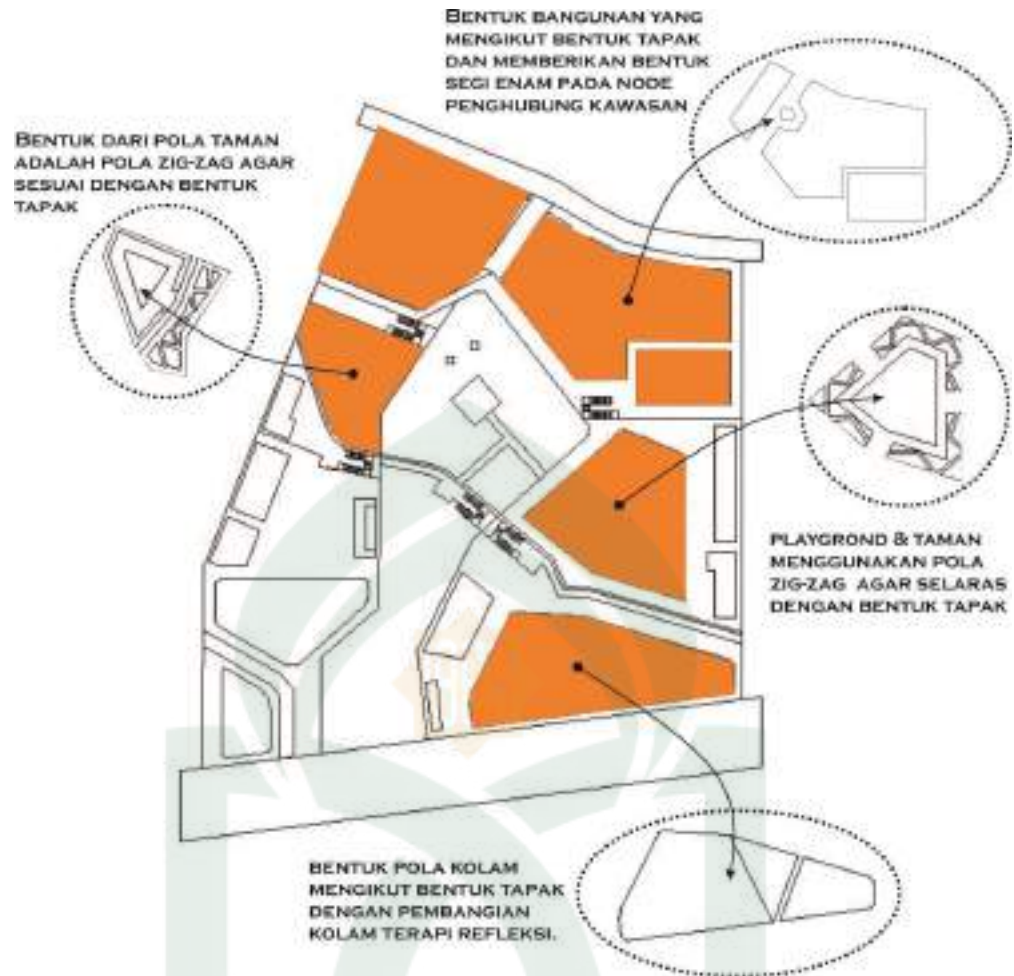 BENTUK BANGUNAN YANG
MENGIKUT BENTUK TAPAK
DAN MEMBERIKAN BENTUK
SEGI ENAM PADA NODE
PENGHUBUNG KAWASAN
BENTUK DARI POLA TAMAN
ADALAH POLA ZIG-ZAG AGAR
SESUAI DENGAN BENTUK
TAPAK
PLAYGROND & TAMAN
MENGGUNAKAN POLA
ZIG-ZAG AGAR SELARAS
DENGAN BENTUK TAPAK
BENTUK POLA KOLAM
MENGIKUT BENTUK TAPAK
DENGAN PEMBANGIAN
KOLAM TERAPI REFLEKSI.